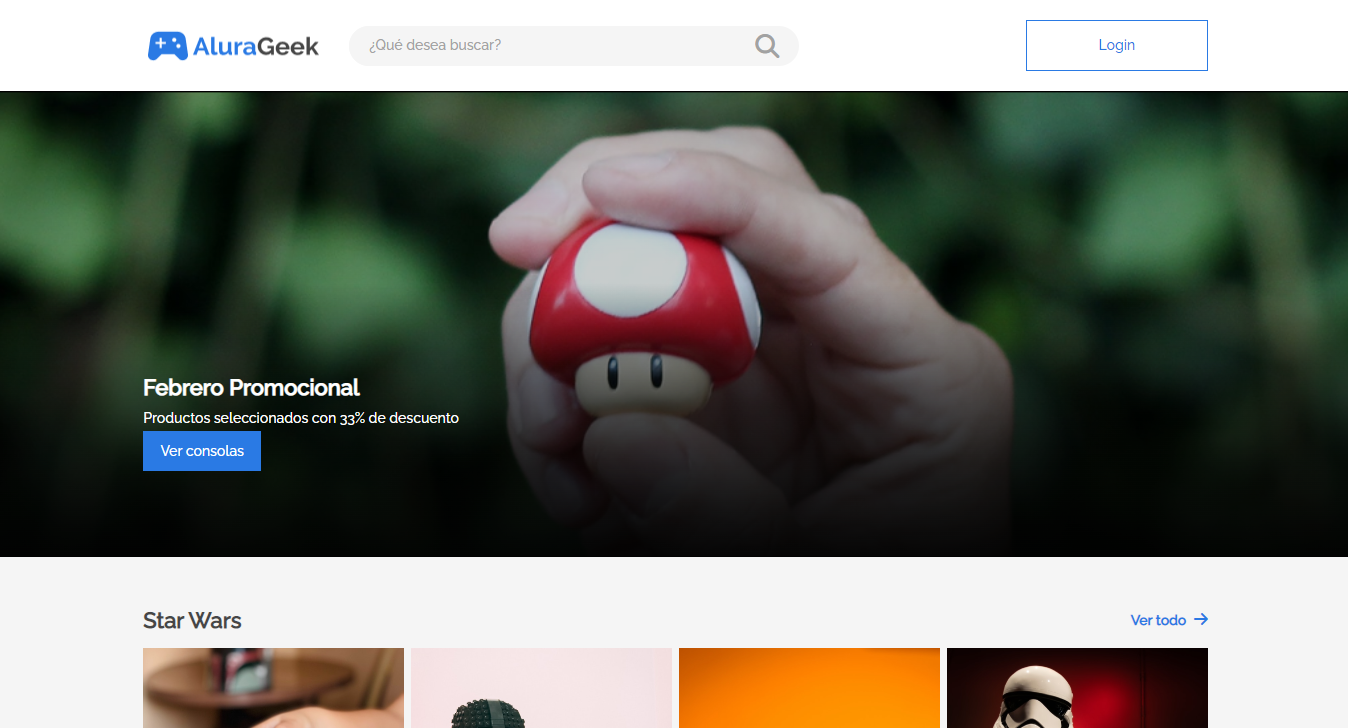 AluraGeek
¿Qué desea buscar?
Login
Febrero Promocional
Productos seleccionados con 33% de descuento
Ver consolas
Star Wars
Ver todo